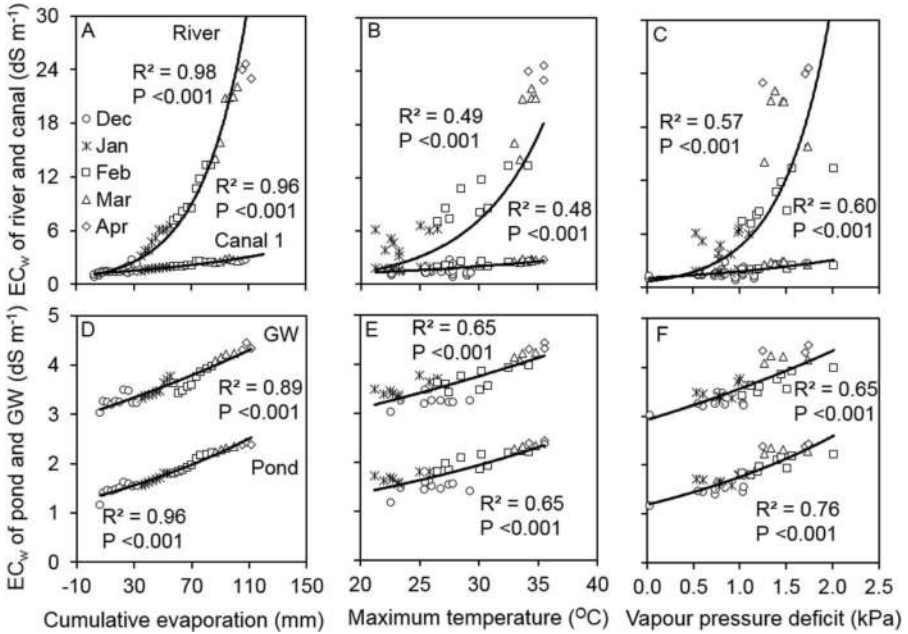 EC_w of river and canal (dS m⁻¹)
30
24
18
12
6
0
A
River
R² = 0.98
P <0.001
Dec
Jan
Feb
Mar
Apr
R² = 0.96
P <0.001
Canal 1
B
R² = 0.49
P <0.001
R² = 0.48
P <0.001
C
R² = 0.57
P <0.001
R² = 0.60
P <0.001
EC_w of pond and GW (dS m⁻¹)
5
4
3
2
1
0
D
GW
R² = 0.89
P <0.001
Pond
R² = 0.96
P <0.001
-10 30 70 110 150
Cumulative evaporation (mm)
E
R² = 0.65
P <0.001
R² = 0.65
P <0.001
20 25 30 35 40
Maximum temperature (ᴼC)
F
R² = 0.65
P <0.001
R² = 0.76
P <0.001
0.0 0.5 1.0 1.5 2.0 2.5
Vapour pressure deficit (kPa)